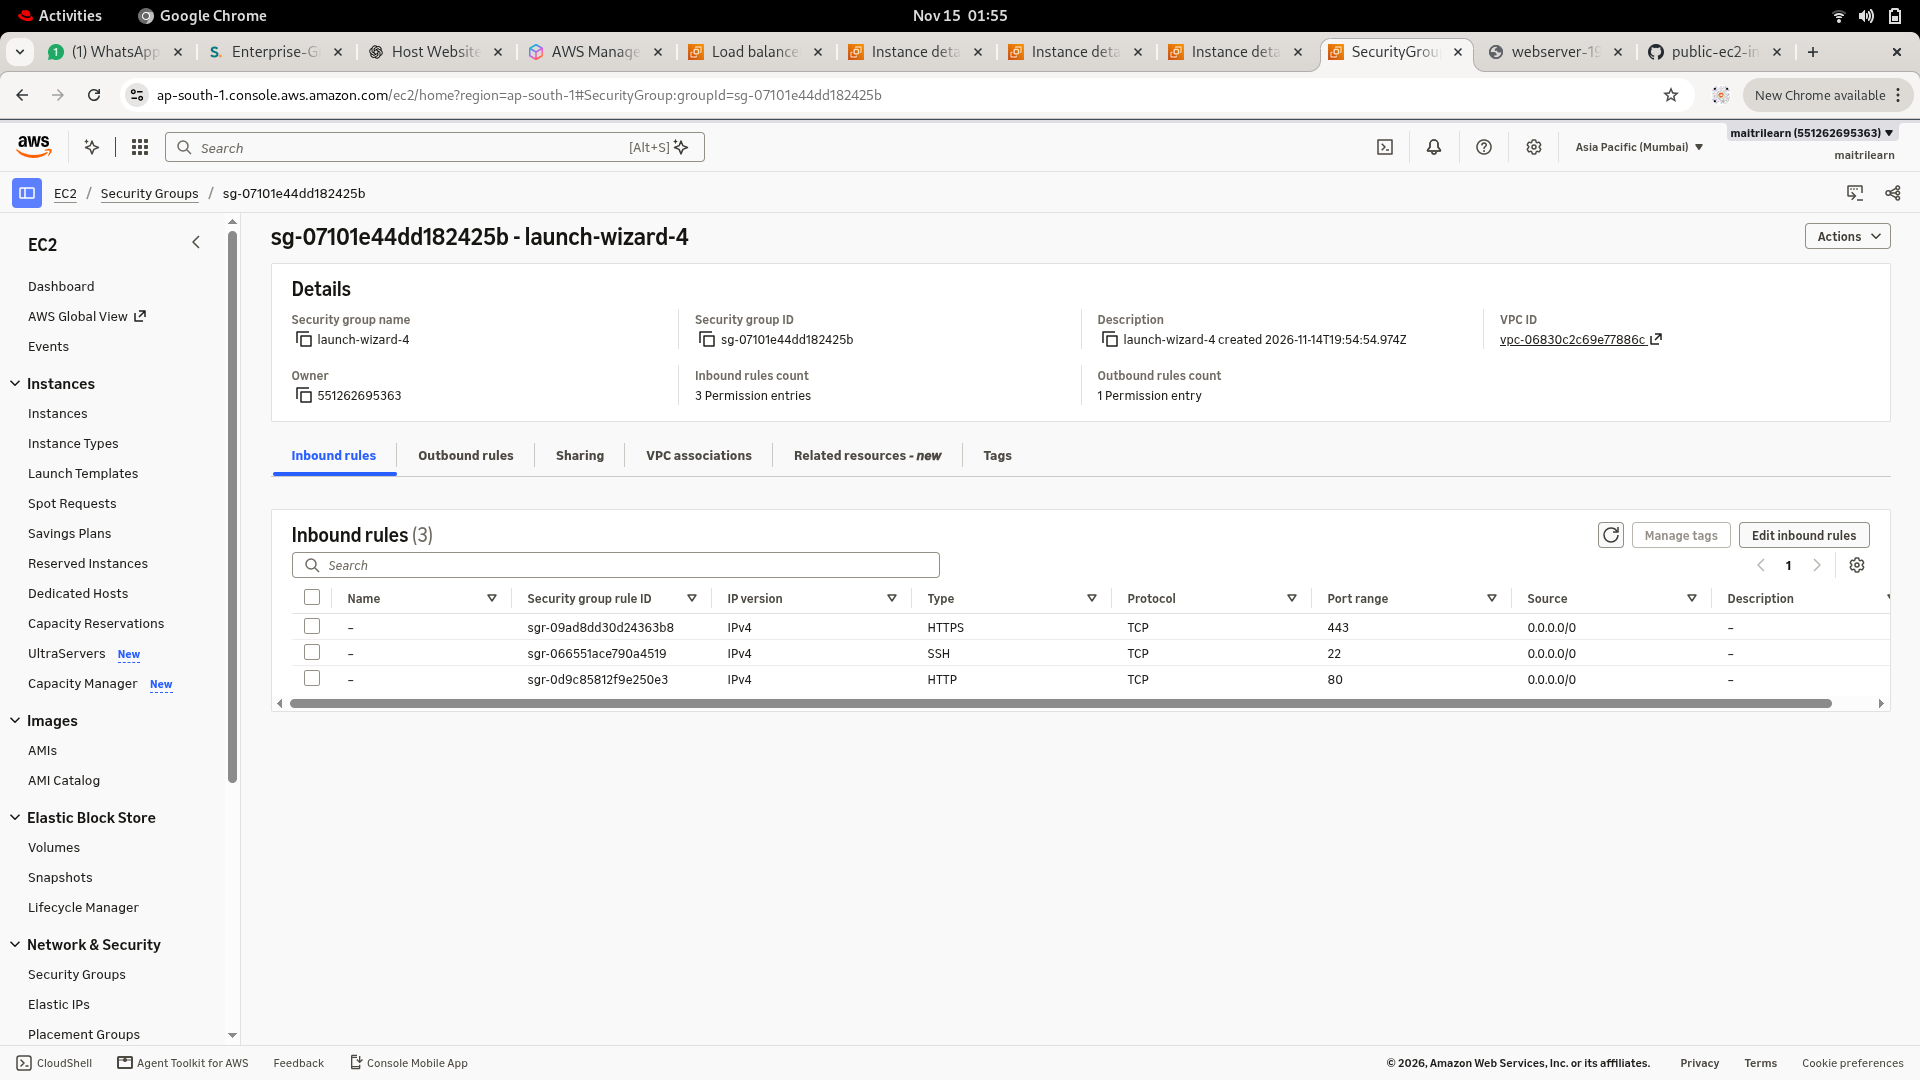 Activities
Google Chrome
Nov 15 01:55
(1) WhatsApp
Enterprise-G
Host Website
AWS Manage
Load balance
Instance deta
Instance deta
Instance deta
SecurityGrou
webserver-19
public-ec2-in
ap-south-1.console.aws.amazon.com/ec2/home?region=ap-south-1#SecurityGroup:groupId=sg-07101e44dd182425b
New Chrome available
aws
Search
[Alt+S]
Asia Pacific (Mumbai)
maitrilearn (551262695363)
maitrilearn
EC2 / Security Groups / sg-07101e44dd182425b
EC2
Dashboard
AWS Global View
Events
Instances
Instances
Instance Types
Launch Templates
Spot Requests
Savings Plans
Reserved Instances
Dedicated Hosts
Capacity Reservations
UltraServers New
Capacity Manager New
Images
AMIs
AMI Catalog
Elastic Block Store
Volumes
Snapshots
Lifecycle Manager
Network & Security
Security Groups
Elastic IPs
Placement Groups
sg-07101e44dd182425b - launch-wizard-4
Actions
Details
Security group name
launch-wizard-4
Security group ID
sg-07101e44dd182425b
Description
launch-wizard-4 created 2026-11-14T19:54:54.974Z
VPC ID
vpc-06830c2c69e77886c
Owner
551262695363
Inbound rules count
3 Permission entries
Outbound rules count
1 Permission entry
Inbound rules
Outbound rules
Sharing
VPC associations
Related resources - new
Tags
Inbound rules (3)
Manage tags
Edit inbound rules
Search
1
Name Security group rule ID IP version Type Protocol Port range Source Description
– sgr-09ad8dd30d24363b8 IPv4 HTTPS TCP 443 0.0.0.0/0 –
– sgr-066551ace790a4519 IPv4 SSH TCP 22 0.0.0.0/0 –
– sgr-0d9c85812f9e250e3 IPv4 HTTP TCP 80 0.0.0.0/0 –
CloudShell
Agent Toolkit for AWS
Feedback
Console Mobile App
© 2026, Amazon Web Services, Inc. or its affiliates.
Privacy
Terms
Cookie preferences